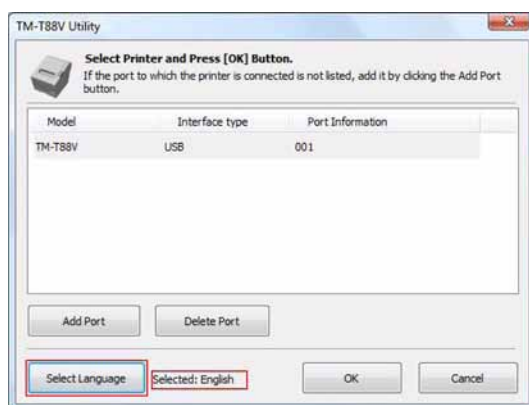 TM-T88V Utility
Select Printer and Press [OK] Button.
If the port to which the printer is connected is not listed, add it by clicking the Add Port
button.
Model Interface type Port Information
TM-T88V USB 001
Add Port Delete Port
Select Language Selected: English OK Cancel